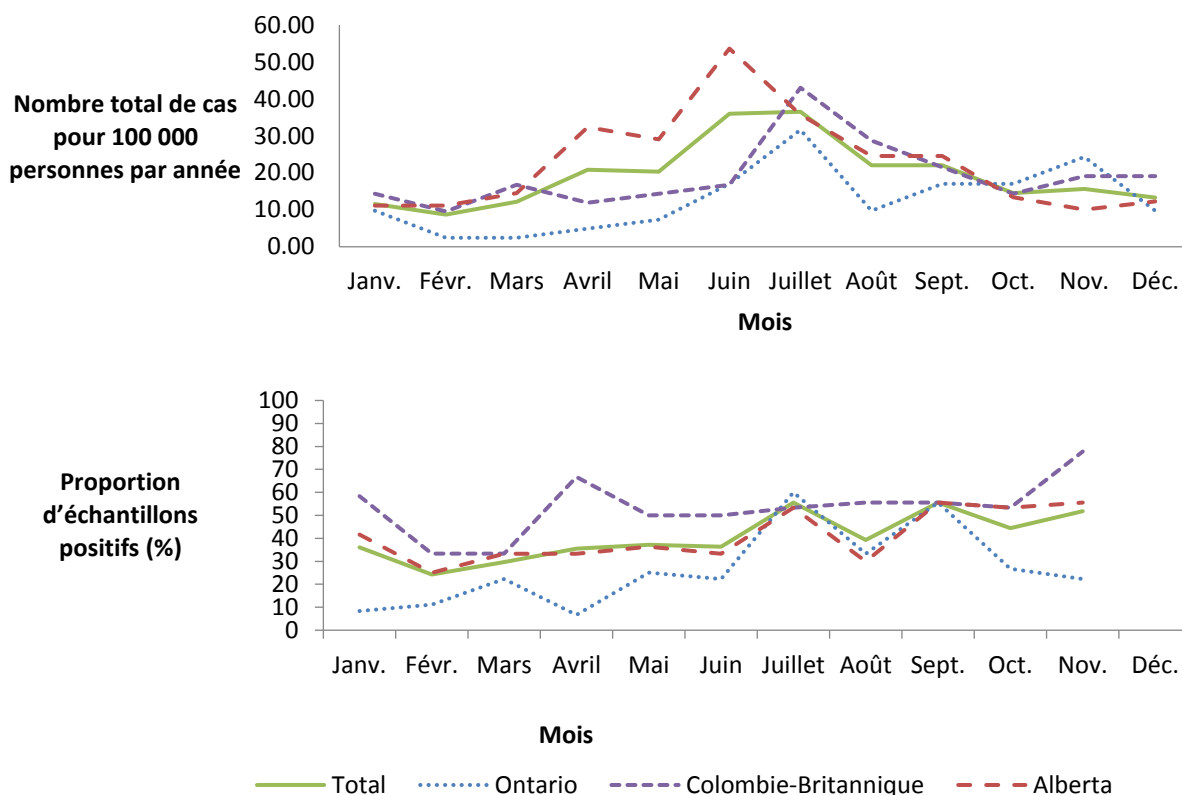 Nombre total de cas
pour 100 000
personnes par année
60.00
50.00
40.00
30.00
20.00
10.00
0.00
Janv. Févr. Mars Avril Mai Juin Juillet Août Sept. Oct. Nov. Déc.
Mois
Proportion
d’échantillons
positifs (%)
100
90
80
70
60
50
40
30
20
10
0
Janv. Févr. Mars Avril Mai Juin Juillet Août Sept. Oct. Nov. Déc.
Mois
Total Ontario Colombie-Britannique Alberta